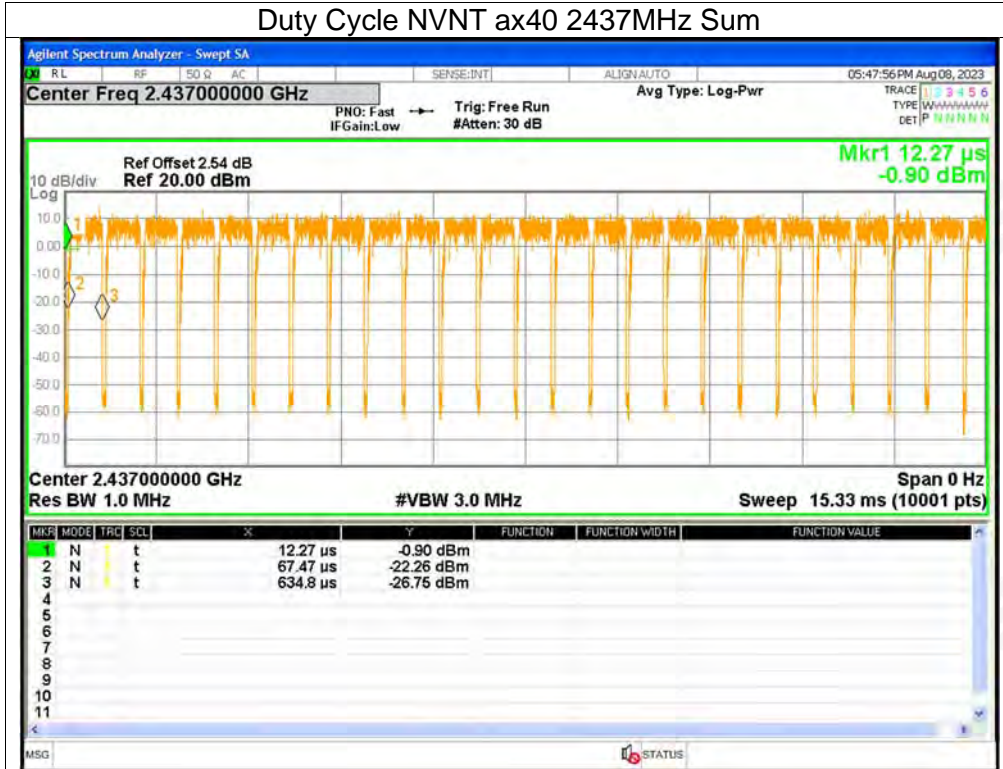 Duty Cycle NVNT ax40 2437MHz Sum
Agilent Spectrum Analyzer - Swept SA
RL RF 50 Ω AC SENSE:INT ALIGN AUTO 05:47:56 PM Aug 08, 2023
Center Freq 2.437000000 GHz Avg Type: Log-Pwr TRACE 1 2 3 4 5 6
PNO: Fast Trig: Free Run TYPE W
IFGain:Low #Atten: 30 dB DET P N N N N N
Mkr1 12.27 µs
Ref Offset 2.54 dB
10 dB/div Ref 20.00 dBm -0.90 dBm
Log
10.0
1
0.00
-10.0
2
3
-20.0
-30.0
-40.0
-50.0
-60.0
-70.0
Center 2.437000000 GHz Span 0 Hz
Res BW 1.0 MHz #VBW 3.0 MHz Sweep 15.33 ms (10001 pts)
MKR MODE TRC SCL X Y FUNCTION FUNCTION WIDTH FUNCTION VALUE
1 N t 12.27 µs -0.90 dBm
2 N t 67.47 µs -22.26 dBm
3 N t 634.8 µs -26.75 dBm
4
5
6
7
8
9
10
11
MSG STATUS